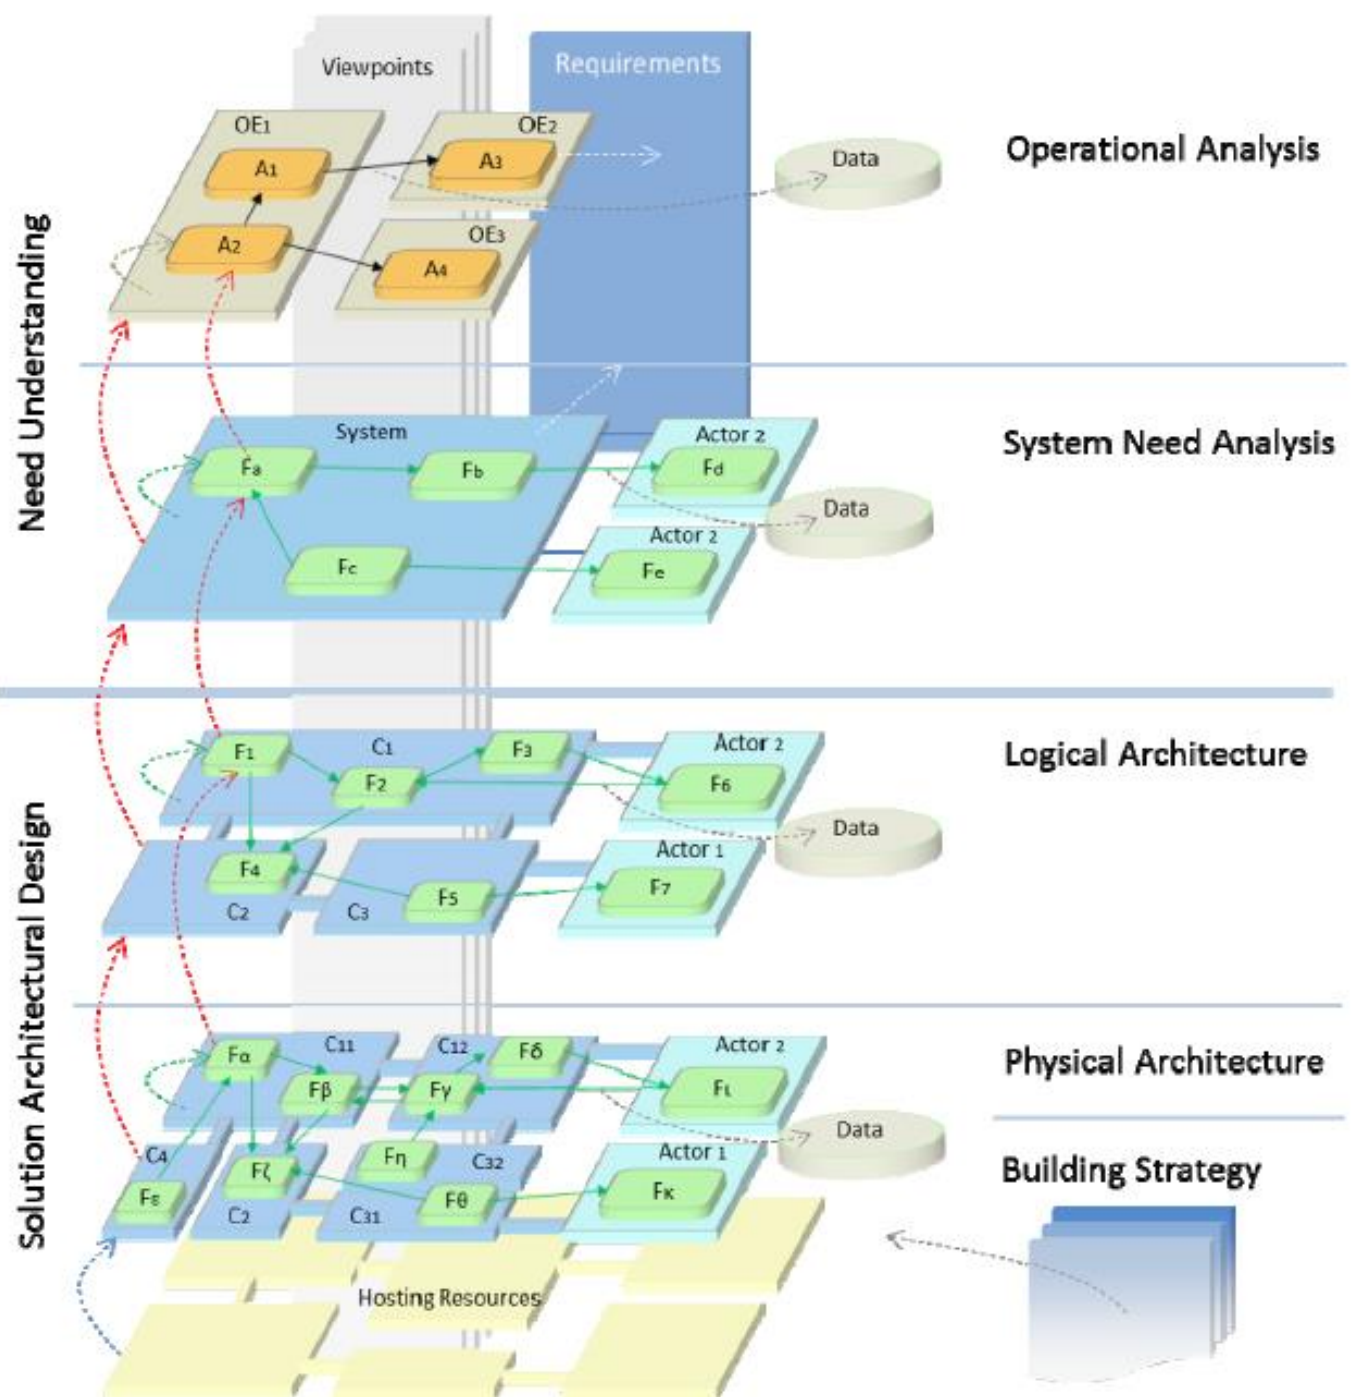 Viewpoints
Requirements
OE1
OE2
A1
A3
Data
Operational Analysis
A2
OE3
A4
Need Understanding
System
Actor 2
System Need Analysis
Fa
Fb
Fd
Data
Actor 2
Fc
Fe
F1
C1
F3
Actor 2
Logical Architecture
F2
F6
Data
Actor 1
F4
F5
F7
C2
C3
Solution Architectural Design
Fα
C11
C12
Fδ
Actor 2
Physical Architecture
Fβ
Fγ
Fι
Data
C4
Fζ
Fη
C32
Actor 1
Building Strategy
Fε
Fθ
Fκ
C2
C31
Hosting Resources